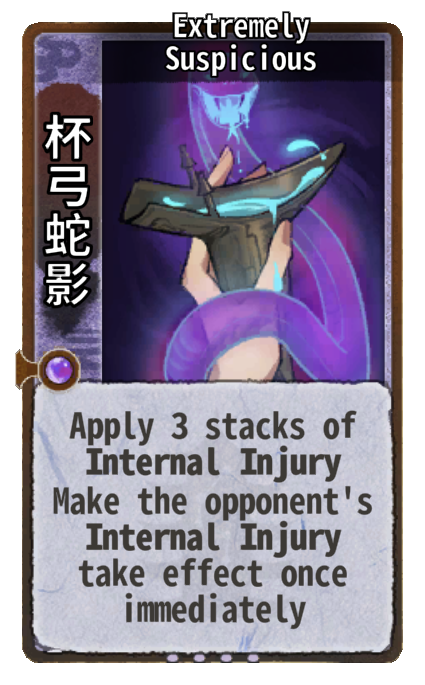 Extremely
Suspicious
杯弓蛇影
Apply 3 stacks of
Internal Injury
Make the opponent's
Internal Injury
take effect once
immediately